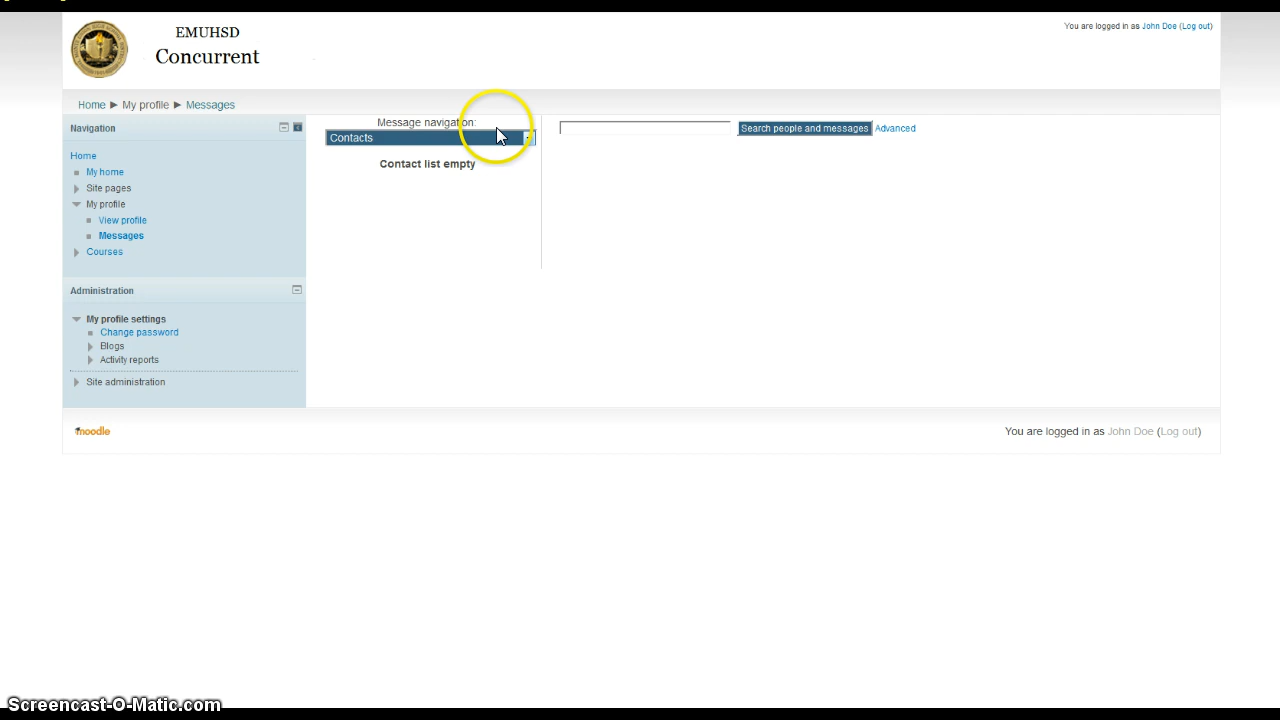 EMUHSD
Concurrent
You are logged in as John Doe (Log out)
Home ► My profile ► Messages
Navigation
Home
My home
Site pages
My profile
View profile
Messages
Courses
Administration
My profile settings
Change password
Blogs
Activity reports
Site administration
Message navigation:
Contacts
Contact list empty
Search people and messages Advanced
moodle
You are logged in as John Doe (Log out)
Screencast-O-Matic.com